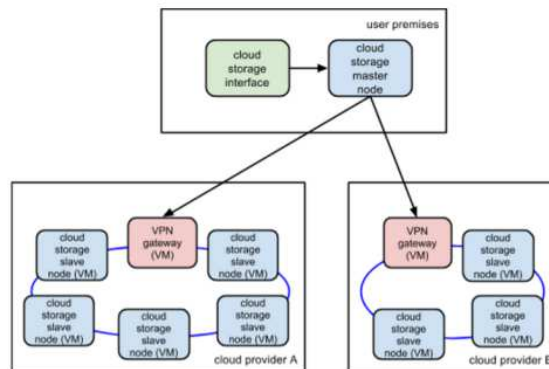 user premises
cloud
storage
interface
cloud
storage
master
node
VPN
gateway
(VM)
cloud
storage
slave
node (VM)
cloud
storage
slave
node (VM)
cloud
storage
slave
node (VM)
cloud
storage
slave
node (VM)
cloud
storage
slave
node (VM)
cloud provider A
VPN
gateway
(VM)
cloud
storage
slave
node (VM)
cloud
storage
slave
node (VM)
cloud
storage
slave
node (VM)
cloud provider B